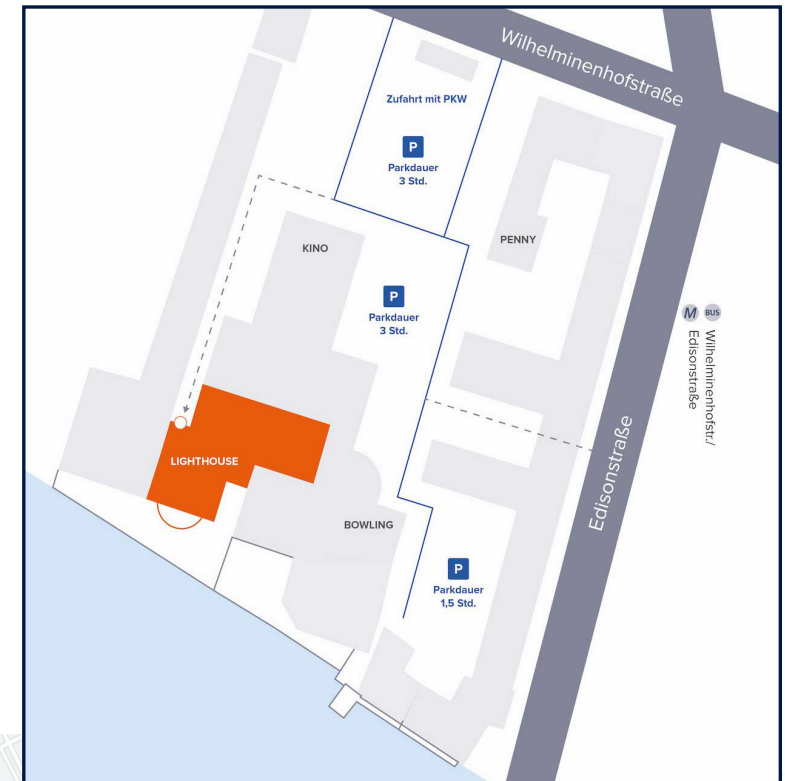 Wilhelminenhofstraße
Zufahrt mit PKW
P
Parkdauer
3 Std.
PENNY
KINO
P
Parkdauer
3 Std.
M BUS
Wilhelminenhofstr./
Edisonstraße
Edisonstraße
LIGHTHOUSE
BOWLING
P
Parkdauer
1,5 Std.